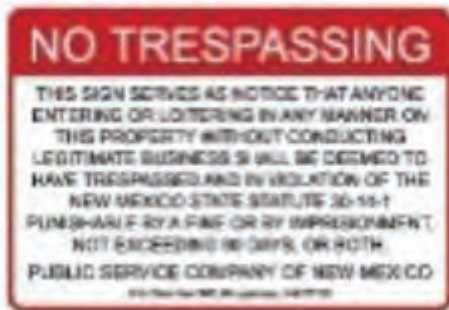 NO TRESPASSING
THIS SIGN SERVES AS NOTICE THAT ANYONE
ENTERING OR LOITERING IN ANY MANNER ON
THIS PROPERTY WITHOUT CONDUCTING
LEGITIMATE BUSINESS WILL BE DEEMED TO
HAVE TRESPASSED AND IN VIOLATION OF THE
NEW MEXICO STATE STATUTE
PUNISHABLE BY A FINE OR BY IMPRISONMENT,
NOT EXCEEDING 90 DAYS, OR BOTH.
PUBLIC SERVICE COMPANY OF NEW MEXICO